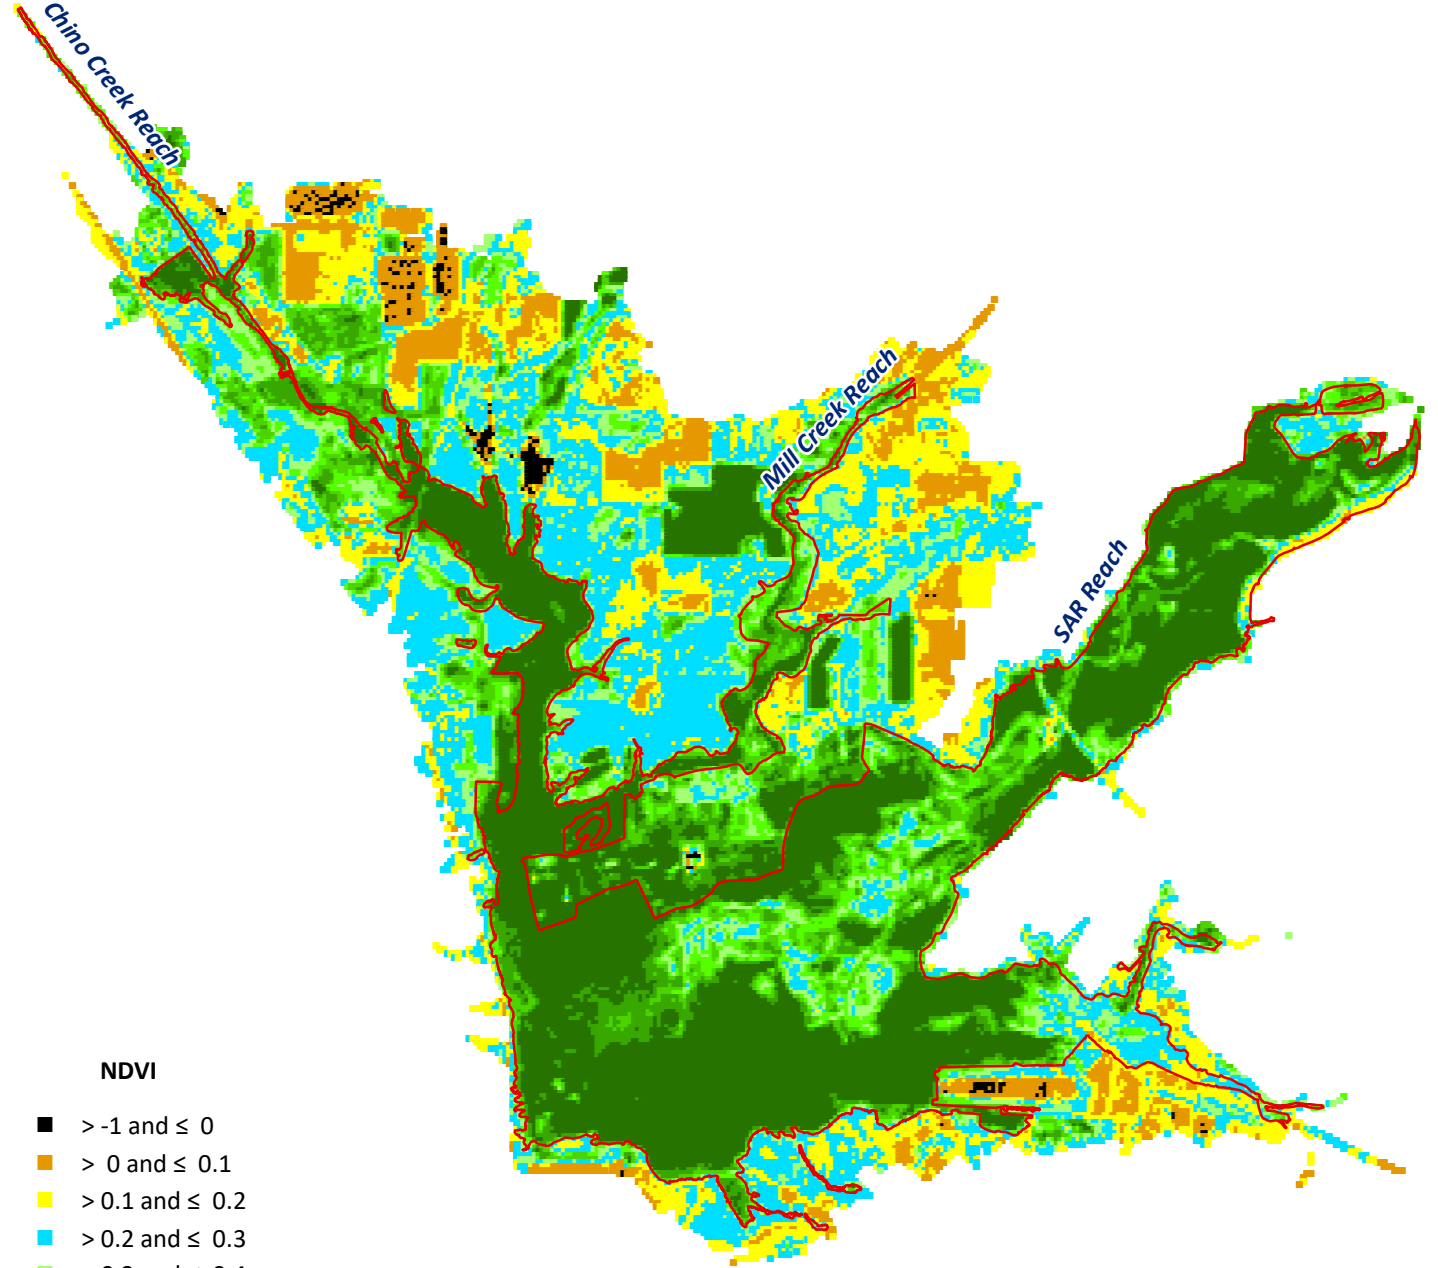 Chino Creek Reach
Mill Creek Reach
SAR Reach
NDVI
> -1 and ≤ 0
> 0 and ≤ 0.1
> 0.1 and ≤ 0.2
> 0.2 and ≤ 0.3